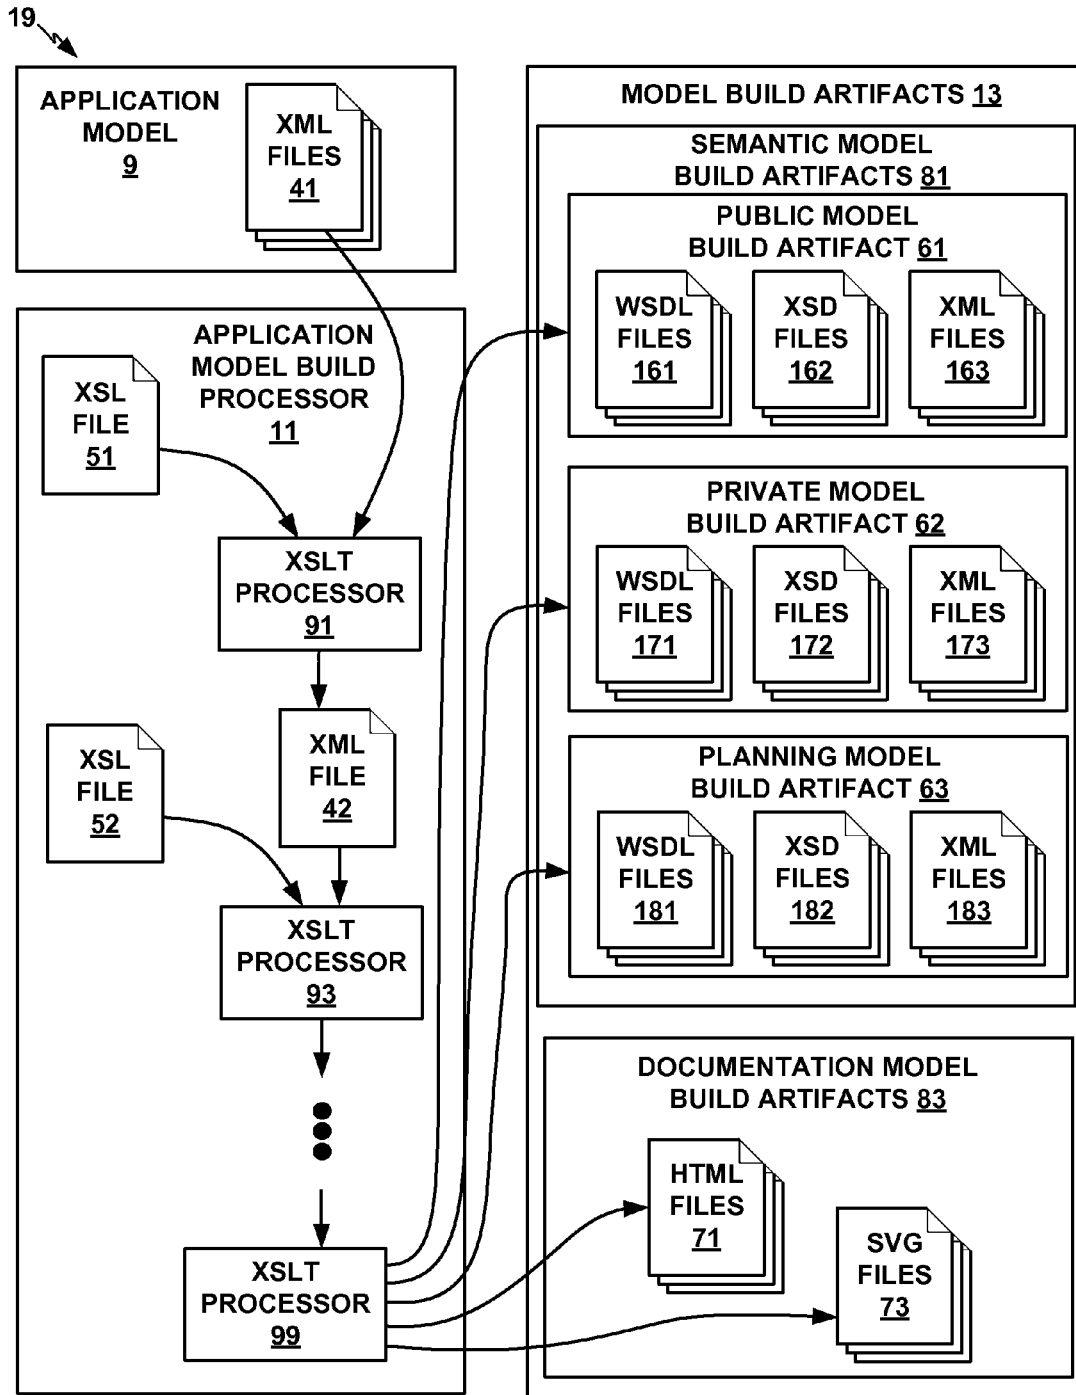 19
APPLICATION
MODEL
9
XML
FILES
41
APPLICATION
MODEL BUILD
PROCESSOR
11
XSL
FILE
51
XSLT
PROCESSOR
91
XSL
FILE
52
XML
FILE
42
XSLT
PROCESSOR
93
XSLT
PROCESSOR
99
MODEL BUILD ARTIFACTS 13
SEMANTIC MODEL
BUILD ARTIFACTS 81
PUBLIC MODEL
BUILD ARTIFACT 61
WSDL
FILES
161
XSD
FILES
162
XML
FILES
163
PRIVATE MODEL
BUILD ARTIFACT 62
WSDL
FILES
171
XSD
FILES
172
XML
FILES
173
PLANNING MODEL
BUILD ARTIFACT 63
WSDL
FILES
181
XSD
FILES
182
XML
FILES
183
DOCUMENTATION MODEL
BUILD ARTIFACTS 83
HTML
FILES
71
SVG
FILES
73